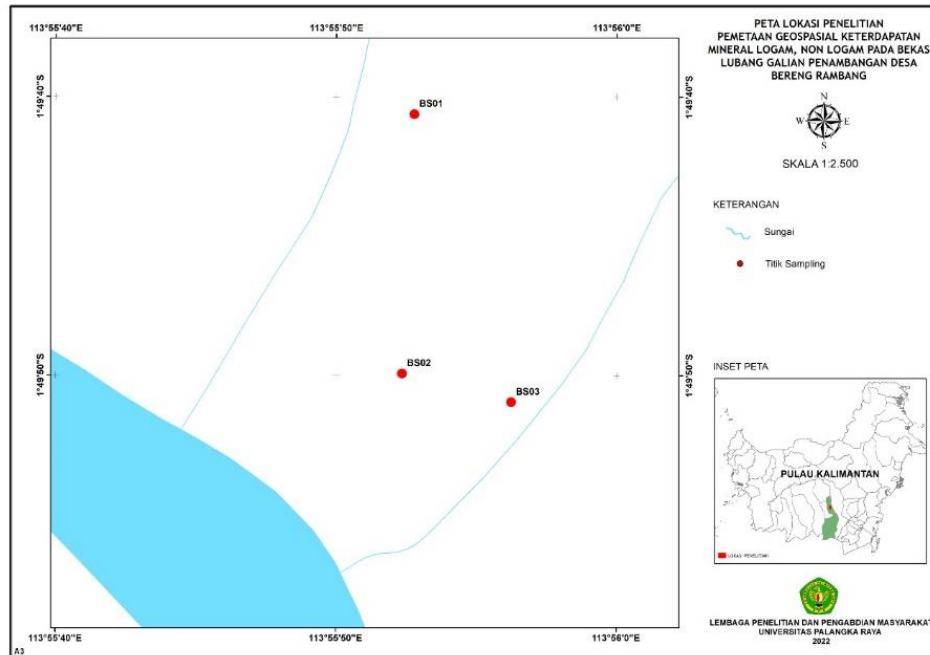 113°55'40"E 113°55'50"E 113°56'0"E
1°49'40"S 1°49'40"S
BS01
BS02
BS03
1°49'50"S 1°49'50"S
113°55'40"E 113°55'50"E 113°56'0"E
A3
PETA LOKASI PENELITIAN
PEMETAAN GEOSPASIAL KETERDAPATAN
MINERAL LOGAM, NON LOGAM PADA BEKAS
LUBANG GALIAN PENAMBANGAN DESA
BERENG RAMBANG
N
W E
S
SKALA 1:2.500
KETERANGAN
Sungai
Titik Sampling
INSET PETA
PULAU KALIMANTAN
LOKASI PENELITIAN
LEMBAGA PENELITIAN DAN PENGABDIAN MASYARAKAT
UNIVERSITAS PALANGKA RAYA
2022